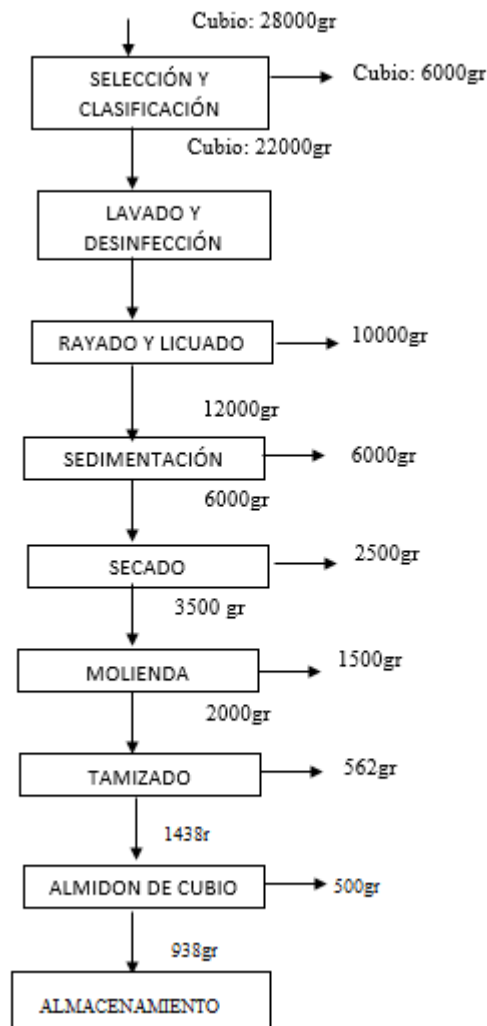 Cubio: 28000gr
SELECCIÓN Y
CLASIFICACIÓN
Cubio: 6000gr
Cubio: 22000gr
LAVADO Y
DESINFECCIÓN
RAYADO Y LICUADO
10000gr
12000gr
SEDIMENTACIÓN
6000gr
6000gr
SECADO
2500gr
3500 gr
MOLIENDA
1500gr
2000gr
TAMIZADO
562gr
1438r
ALMIDON DE CUBIO
500gr
938gr
ALMACENAMIENTO